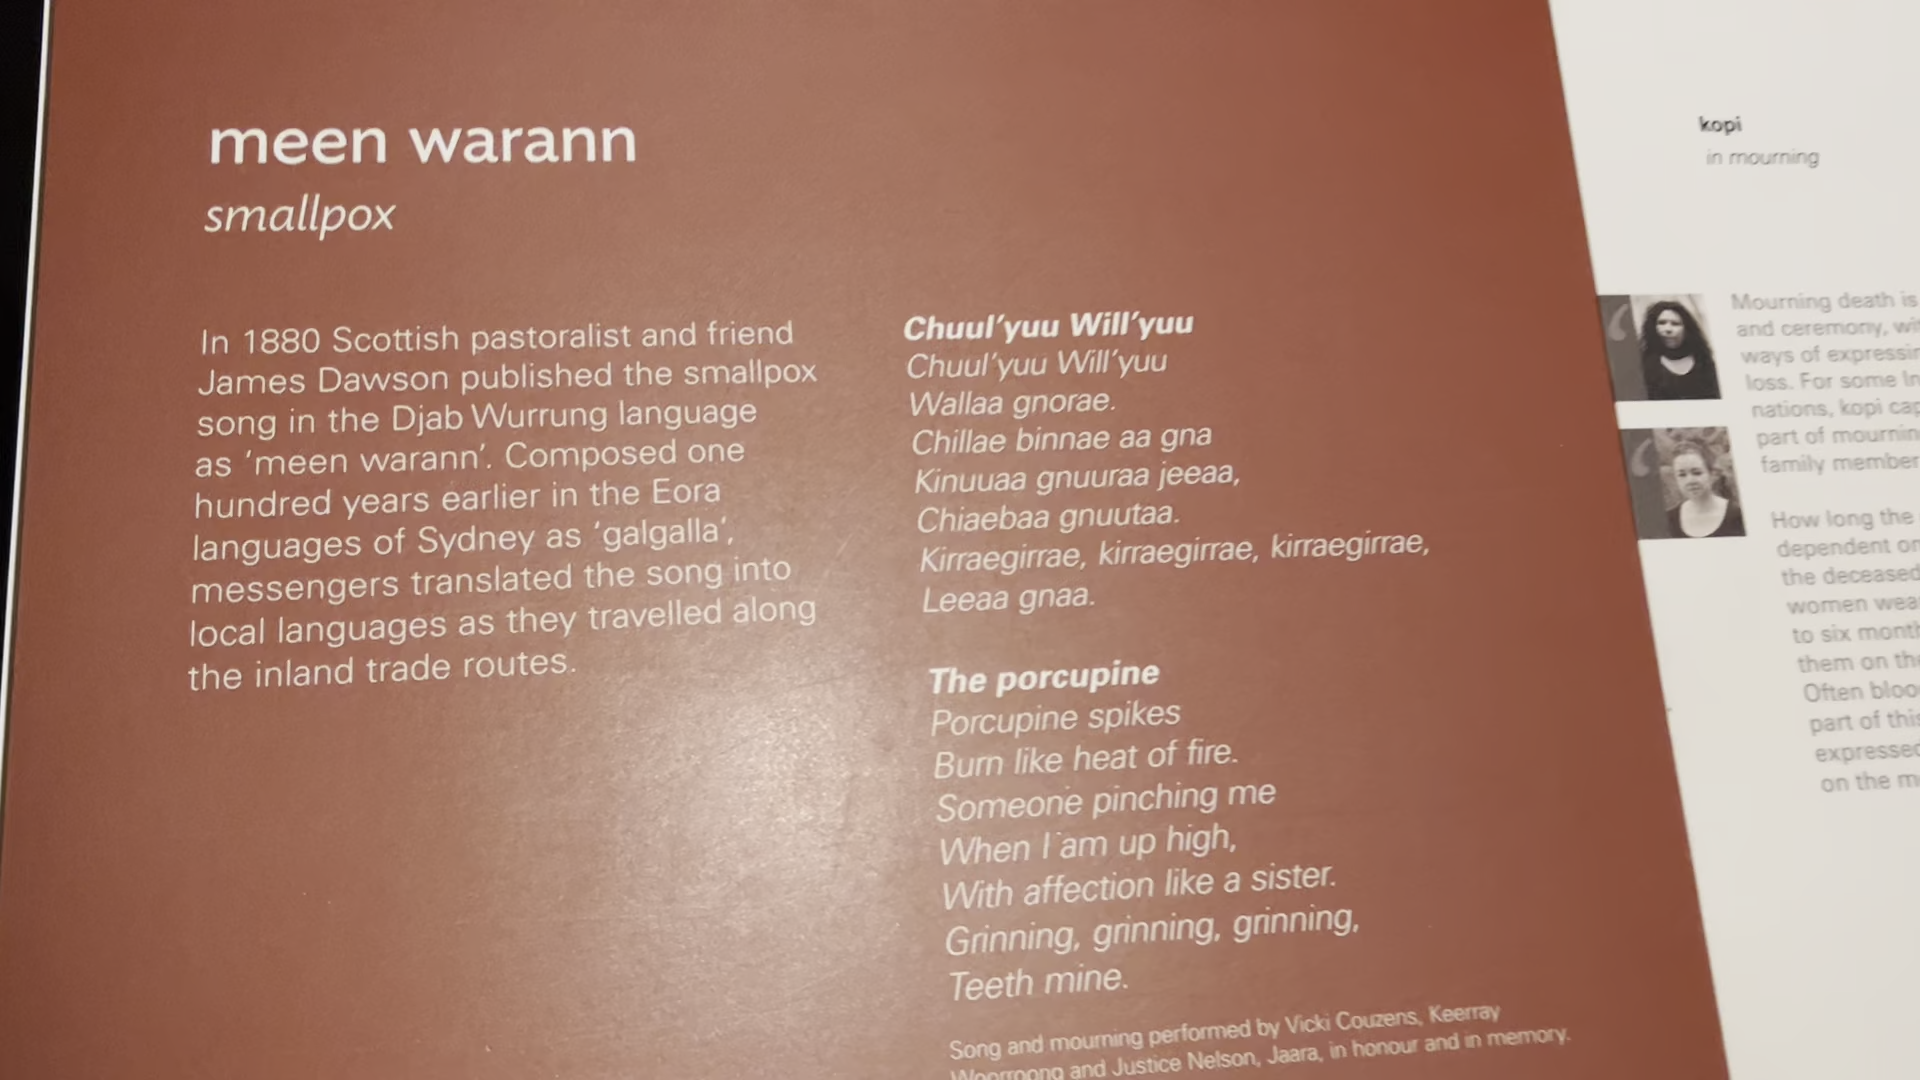 meen warann
smallpox
In 1880 Scottish pastoralist and friend
James Dawson published the smallpox
song in the Djab Wurrung language
as ‘meen warann’. Composed one
hundred years earlier in the Eora
languages of Sydney as ‘galgalla’,
messengers translated the song into
local languages as they travelled along
the inland trade routes.
Chuul’yuu Will’yuu
Chuul’yuu Will’yuu
Wallaa gnorae.
Chillae binnae aa gna
Kinuuaa gnuuraa jeeaa,
Chiaebaa gnuutaa.
Kirraegirrae, kirraegirrae, kirraegirrae,
Leeaa gnaa.
The porcupine
Porcupine spikes
Burn like heat of fire.
Someone pinching me
When I am up high,
With affection like a sister.
Grinning, grinning, grinning,
Teeth mine.
Song and mourning performed by Vicki Couzens, Keerray
Woorroong and Justice Nelson, Jaara, in honour and in memory.
kopi
in mourning
Mourning death is
and ceremony,
ways of
loss. For some
nations, kopi
part of
family
How long the
dependent
the deceased
women
to six
them on
Often
part of
expressed
on the